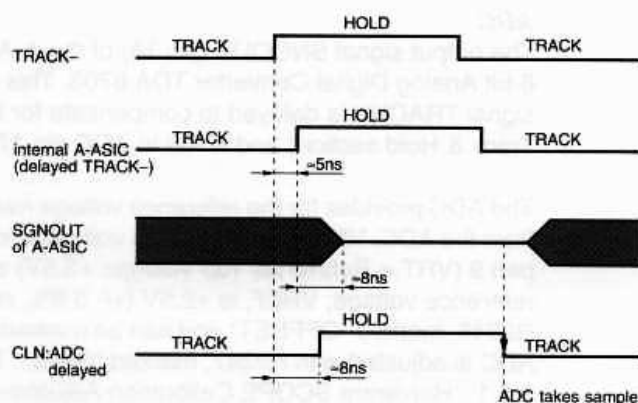 HOLD
TRACK TRACK
TRACK–
HOLD
TRACK TRACK
internal A-ASIC
(delayed TRACK–)
≈5ns
SGNOUT
of A-ASIC
≈8ns
HOLD
CLN:ADC TRACK TRACK
delayed
≈8ns
ADC takes sample